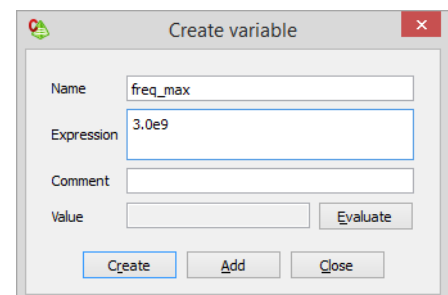 Create variable
Name freq_max
Expression 3.0e9
Comment
Value Evaluate
Create Add Close